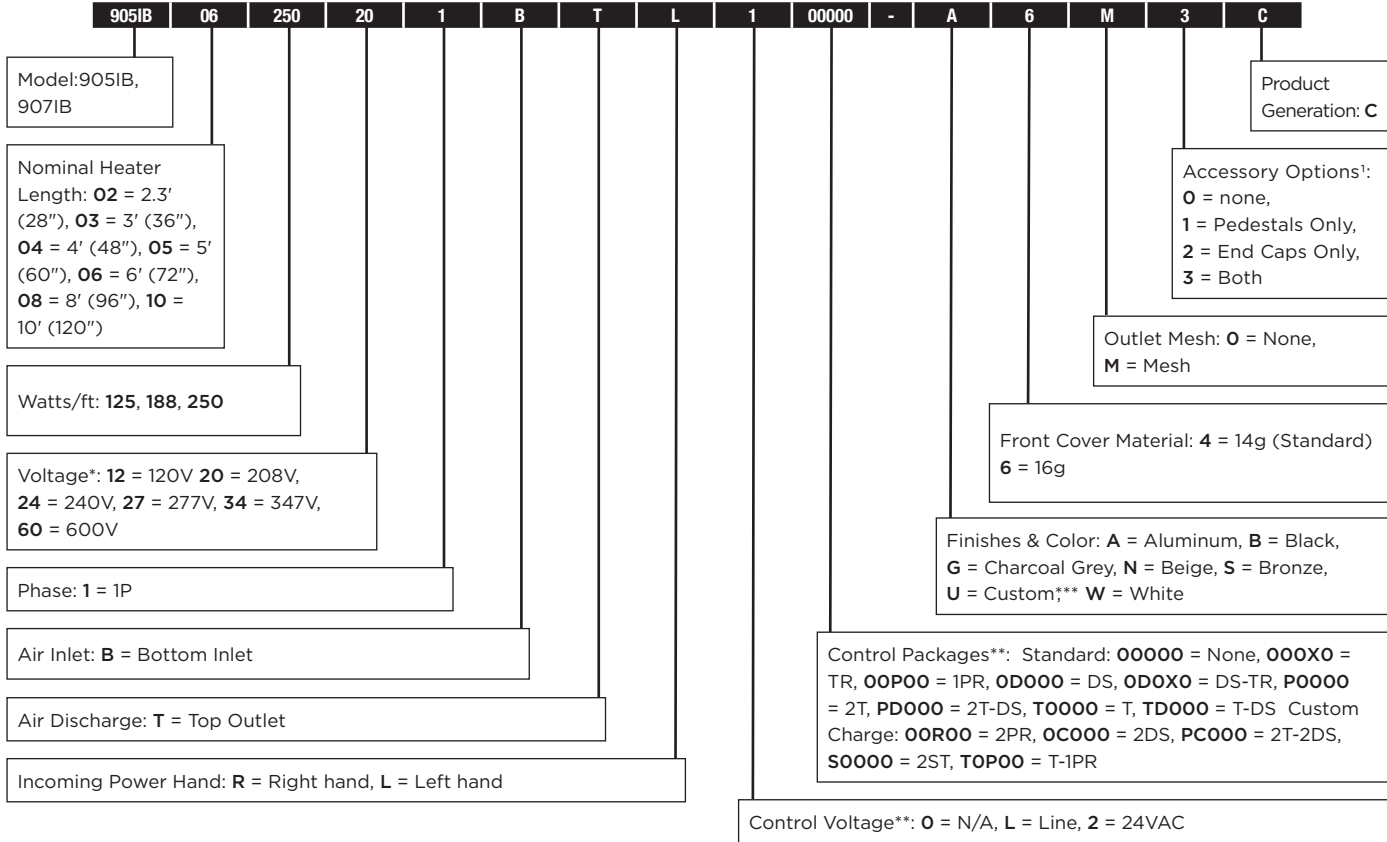 905IB 06 250 20 1 B T L 1 00000 - A 6 M 3 C
Model:905IB,
907IB
Nominal Heater
Length: 02 = 2.3'
(28"), 03 = 3' (36"),
04 = 4' (48"), 05 = 5'
(60"), 06 = 6' (72"),
08 = 8' (96"), 10 =
10' (120")
Watts/ft: 125, 188, 250
Voltage*: 12 = 120V 20 = 208V,
24 = 240V, 27 = 277V, 34 = 347V,
60 = 600V
Phase: 1 = 1P
Air Inlet: B = Bottom Inlet
Air Discharge: T = Top Outlet
Incoming Power Hand: R = Right hand, L = Left hand
Product
Generation: C
Accessory Options¹:
0 = none,
1 = Pedestals Only,
2 = End Caps Only,
3 = Both
Outlet Mesh: 0 = None,
M = Mesh
Front Cover Material: 4 = 14g (Standard)
6 = 16g
Finishes & Color: A = Aluminum, B = Black,
G = Charcoal Grey, N = Beige, S = Bronze,
U = Custom,*** W = White
Control Packages**: Standard: 00000 = None, 000X0 =
TR, 00P00 = 1PR, 0D000 = DS, 0D0X0 = DS-TR, P0000
= 2T, PD000 = 2T-DS, T0000 = T, TD000 = T-DS Custom
Charge: 00R00 = 2PR, 0C000 = 2DS, PC000 = 2T-2DS,
S0000 = 2ST, T0P00 = T-1PR
Control Voltage**: 0 = N/A, L = Line, 2 = 24VAC